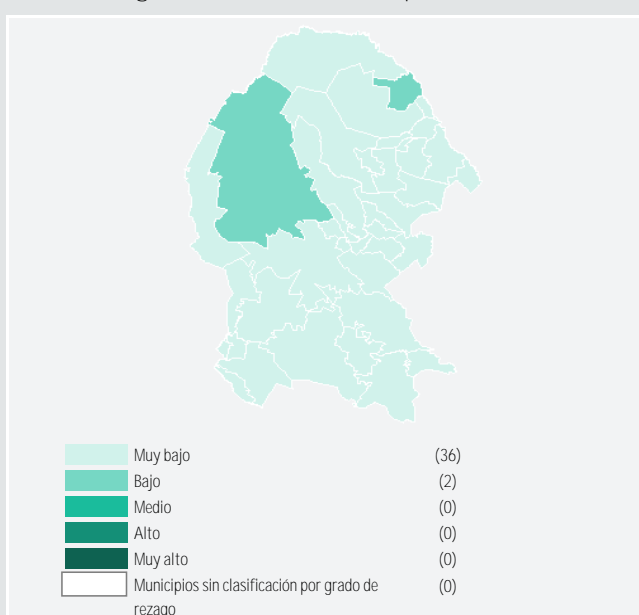 Muy bajo (36)
Bajo (2)
Medio (0)
Alto (0)
Muy alto (0)
Municipios sin clasificación por grado de (0)
rezago